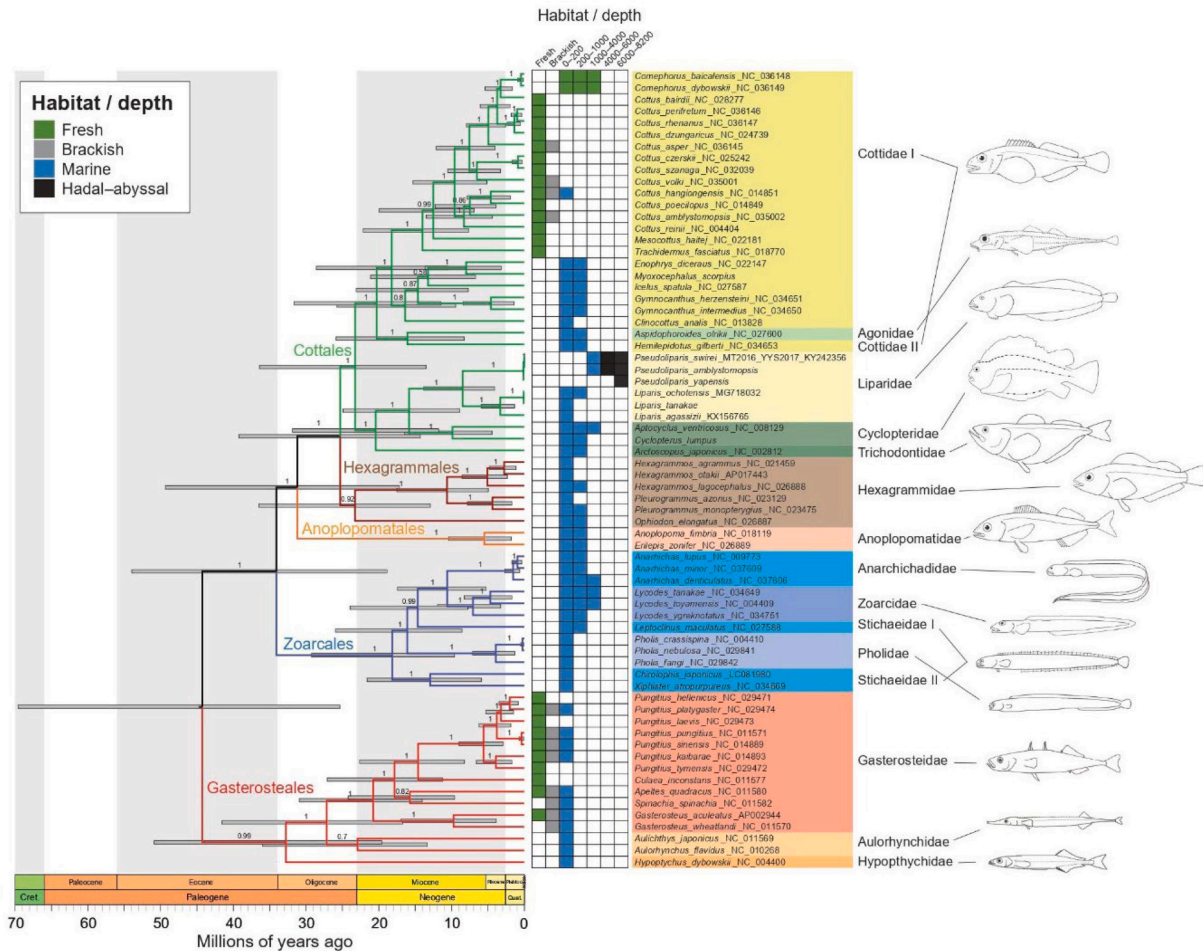 Habitat / depth
Fresh
Brackish
0–200
200–1000
1000–4000
4000–6000
6000–8200
Habitat / depth
Fresh
Brackish
Marine
Hadal–abyssal
Comephorus_baicalensis_NC_036148
Comephorus_dybowskii_NC_036149
Cottus_bairdii_NC_028277
Cottus_perifretum_NC_036146
Cottus_rhenanus_NC_036147
Cottus_dzungaricus_NC_024739
Cottus_asper_NC_036145
Cottus_czerskii_NC_025242
Cottus_szanaga_NC_032039
Cottus_volki_NC_035001
Cottus_hangiongensis_NC_014851
Cottus_poecilopus_NC_014849
Cottus_amblystomopsis_NC_035002
Cottus_reinii_NC_004404
Mesocottus_haitej_NC_022181
Trachidermus_fasciatus_NC_018770
Enophrys_diceraus_NC_022147
Myoxocephalus_scorpius
Icelus_spatula_NC_027587
Gymnocanthus_herzensteini_NC_034651
Gymnocanthus_intermedius_NC_034650
Clinocottus_analis_NC_013828
Aspidophoroides_olrikii_NC_027600
Hemilepidotus_gilberti_NC_034653
Pseudoliparis_swirei_MT2016_YYS2017_KY242356
Pseudoliparis_amblystomopsis
Pseudoliparis_yapensis
Liparis_ochotensis_MG718032
Liparis_tanakae
Liparis_agassizii_KX156765
Aptocyclus_ventricosus_NC_008129
Cyclopterus_lumpus
Arctoscopus_japonicus_NC_002812
Hexagrammos_agrammus_NC_021459
Hexagrammos_otakii_AP017443
Hexagrammos_lagocephalus_NC_026888
Pleurogrammus_azonus_NC_023129
Pleurogrammus_monopterygius_NC_023475
Ophiodon_elongatus_NC_026887
Anoplopoma_fimbria_NC_018119
Erilepis_zonifer_NC_026889
Anarhichas_lupus_NC_009773
Anarhichas_minor_NC_037609
Anarhichas_denticulatus_NC_037606
Lycodes_tanakae_NC_034649
Lycodes_toyamensis_NC_004409
Lycodes_ygreknotatus_NC_034751
Leptoclinus_maculatus_NC_027588
Pholis_crassispina_NC_004410
Pholis_nebulosa_NC_029841
Pholis_fangi_NC_029842
Chirolophis_japonicus_LC081980
Xiphister_atropurpureus_NC_034669
Pungitius_hellenicus_NC_029471
Pungitius_platygaster_NC_029474
Pungitius_laevis_NC_029473
Pungitius_pungitius_NC_011571
Pungitius_sinensis_NC_014889
Pungitius_kaibarae_NC_014893
Pungitius_tymensis_NC_029472
Culaea_inconstans_NC_011577
Apeltes_quadracus_NC_011580
Spinachia_spinachia_NC_011582
Gasterosteus_aculeatus_AP002944
Gasterosteus_wheatlandi_NC_011570
Aulichthys_japonicus_NC_011569
Aulorhynchus_flavidus_NC_010268
Hypoptychus_dybowskii_NC_004400
Cottales
Hexagrammales
Anoplopomatales
Zoarcales
Gasterosteales
Cottidae I
Agonidae
Cottidae II
Liparidae
Cyclopteridae
Trichodontidae
Hexagrammidae
Anoplopomatidae
Anarchichadidae
Zoarcidae
Stichaeidae I
Pholidae
Stichaeidae II
Gasterosteidae
Aulorhynchidae
Hypopthychidae
Paleocene Eocene Oligocene Miocene
Cret. Paleogene Neogene Quat.
70 60 50 40 30 20 10 0
Millions of years ago